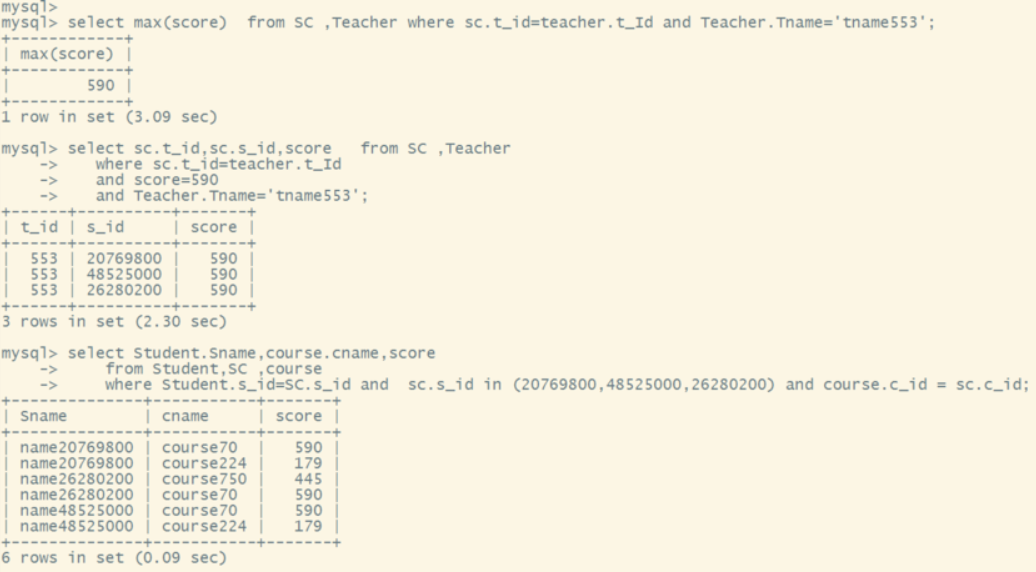 mysql>
mysql> select max(score)  from SC ,Teacher where sc.t_id=teacher.t_Id and Teacher.Tname='tname553';
+------------+
| max(score) |
+------------+
|        590 |
+------------+
1 row in set (3.09 sec)

mysql> select sc.t_id,sc.s_id,score   from SC ,Teacher
    ->     where sc.t_id=teacher.t_Id
    ->     and score=590
    ->     and Teacher.Tname='tname553';
+------+----------+-------+
| t_id | s_id     | score |
+------+----------+-------+
|  553 | 20769800 |   590 |
|  553 | 48525000 |   590 |
|  553 | 26280200 |   590 |
+------+----------+-------+
3 rows in set (2.30 sec)

mysql> select Student.Sname,course.cname,score
    ->      from Student,SC ,course
    ->      where Student.s_id=SC.s_id and  sc.s_id in (20769800,48525000,26280200) and course.c_id = sc.c_id;
+--------------+-----------+-------+
| Sname        | cname     | score |
+--------------+-----------+-------+
| name20769800 | course70  |   590 |
| name20769800 | course224 |   179 |
| name26280200 | course750 |   445 |
| name26280200 | course70  |   590 |
| name48525000 | course70  |   590 |
| name48525000 | course224 |   179 |
+--------------+-----------+-------+
6 rows in set (0.09 sec)